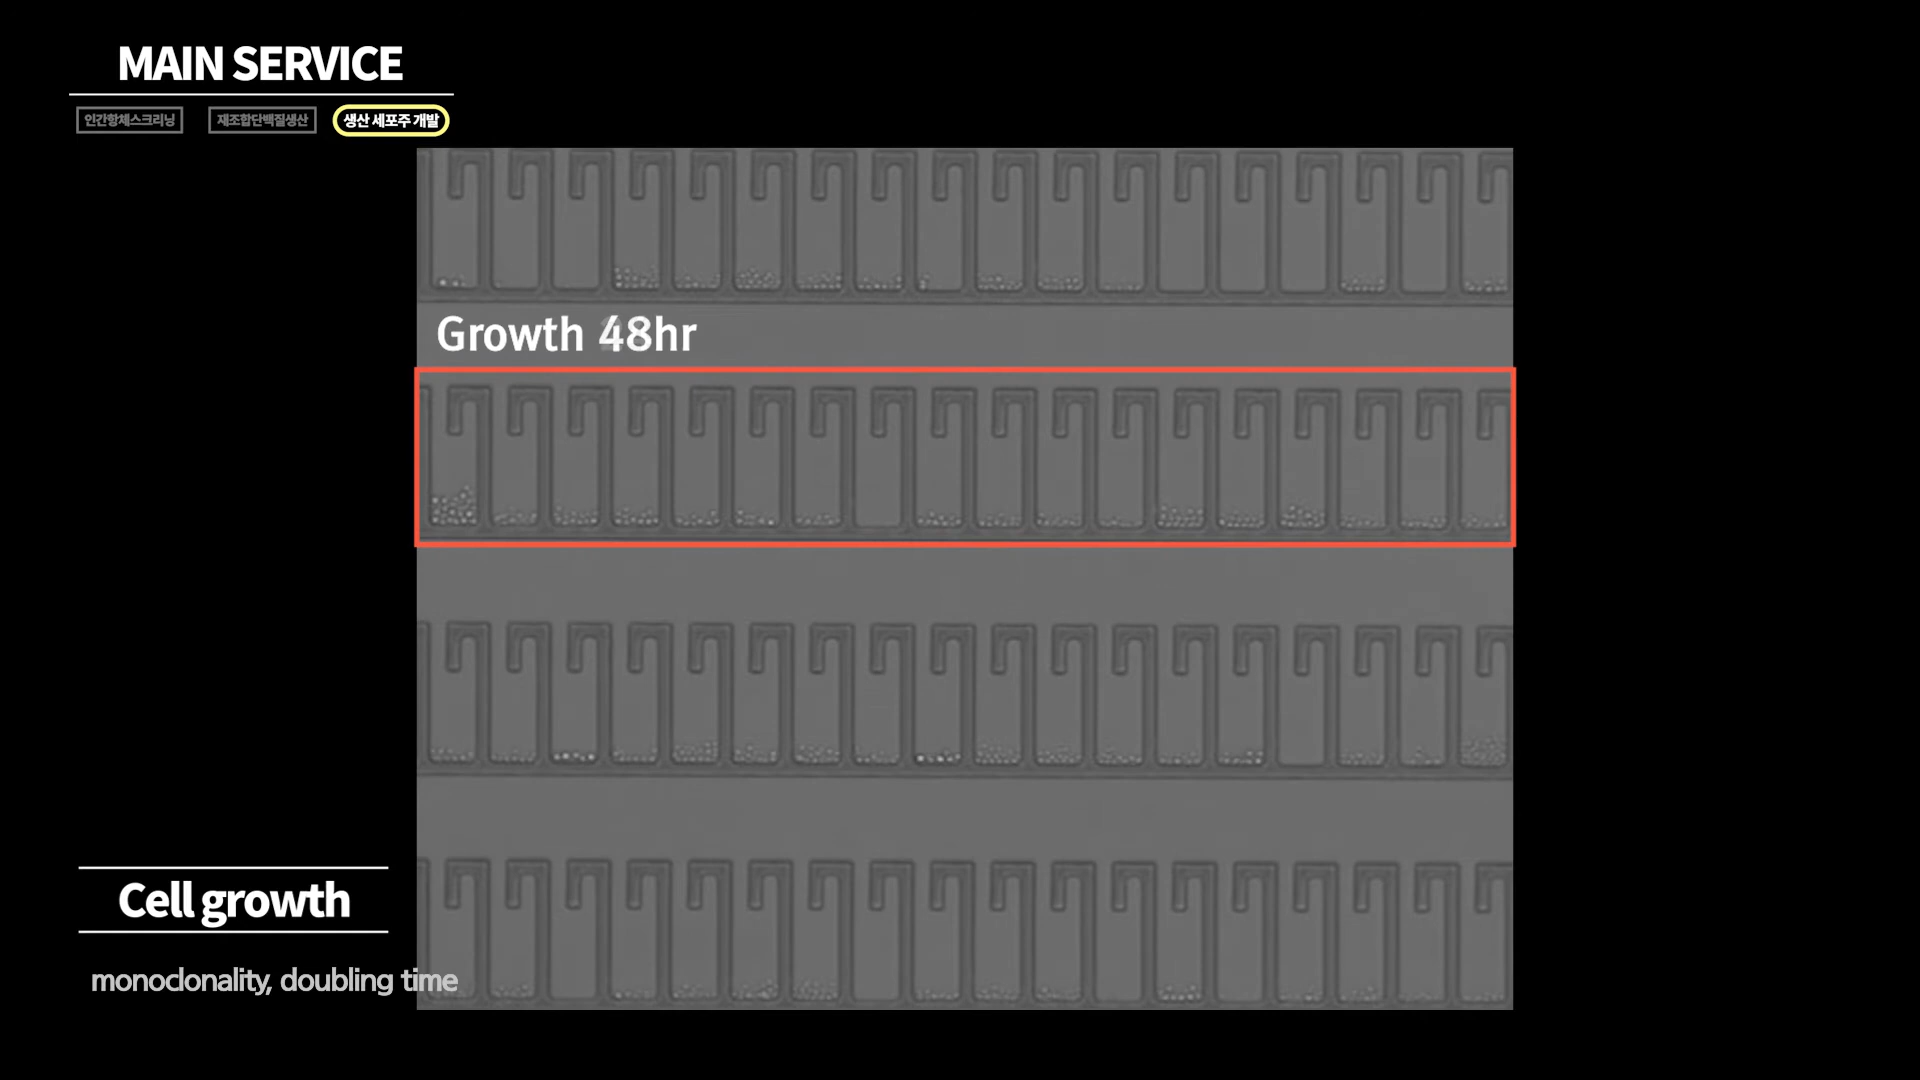 MAIN SERVICE
인간항체스크리닝
재조합단백질생산
생산 세포주 개발
Growth 48hr
Cell growth
monoclonality, doubling time